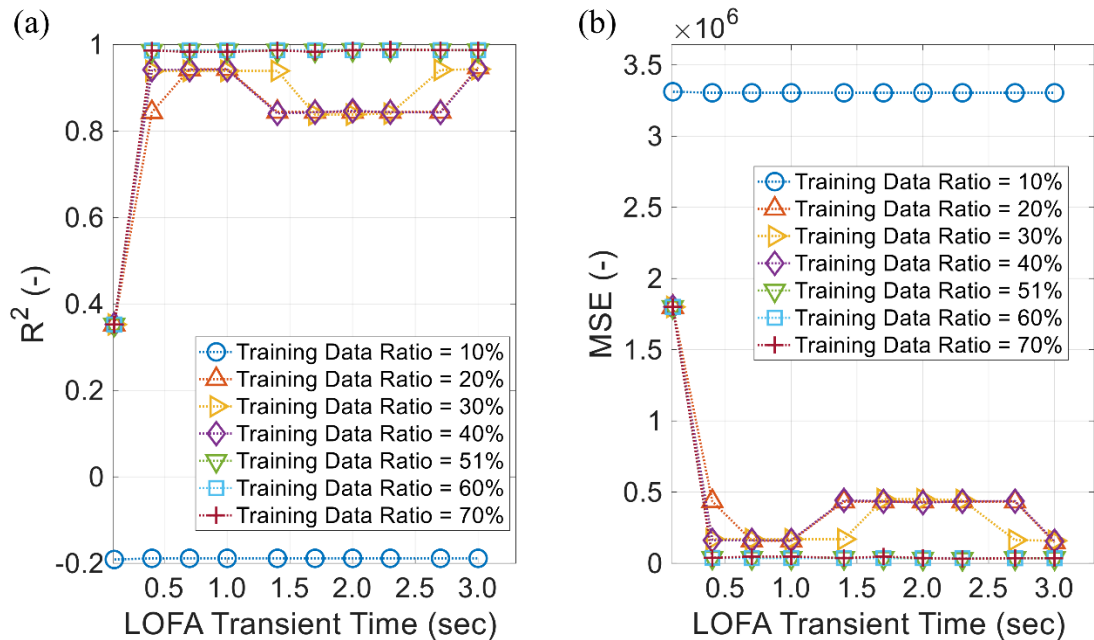 (a)
1
0.8
0.6
0.4
0.2
0
-0.2
R² (-)
Training Data Ratio = 10%
Training Data Ratio = 20%
Training Data Ratio = 30%
Training Data Ratio = 40%
Training Data Ratio = 51%
Training Data Ratio = 60%
Training Data Ratio = 70%
0.5 1.0 1.5 2.0 2.5 3.0
LOFA Transient Time (sec)
(b)
×10⁶
3.5
3
2.5
2
1.5
1
0.5
0
MSE (-)
Training Data Ratio = 10%
Training Data Ratio = 20%
Training Data Ratio = 30%
Training Data Ratio = 40%
Training Data Ratio = 51%
Training Data Ratio = 60%
Training Data Ratio = 70%
0.5 1.0 1.5 2.0 2.5 3.0
LOFA Transient Time (sec)